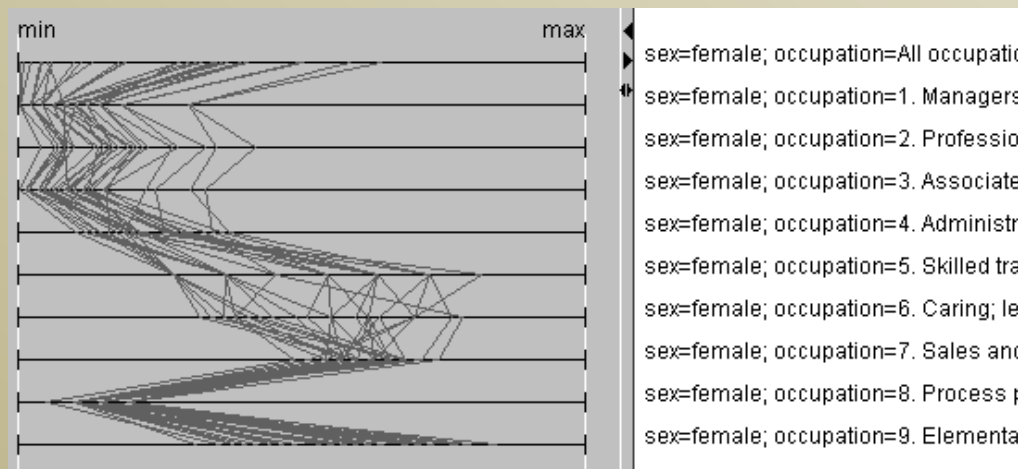 min max
sex=female; occupation=All occupatio
sex=female; occupation=1. Managers
sex=female; occupation=2. Professio
sex=female; occupation=3. Associate
sex=female; occupation=4. Administr
sex=female; occupation=5. Skilled tra
sex=female; occupation=6. Caring; le
sex=female; occupation=7. Sales and
sex=female; occupation=8. Process p
sex=female; occupation=9. Elementa